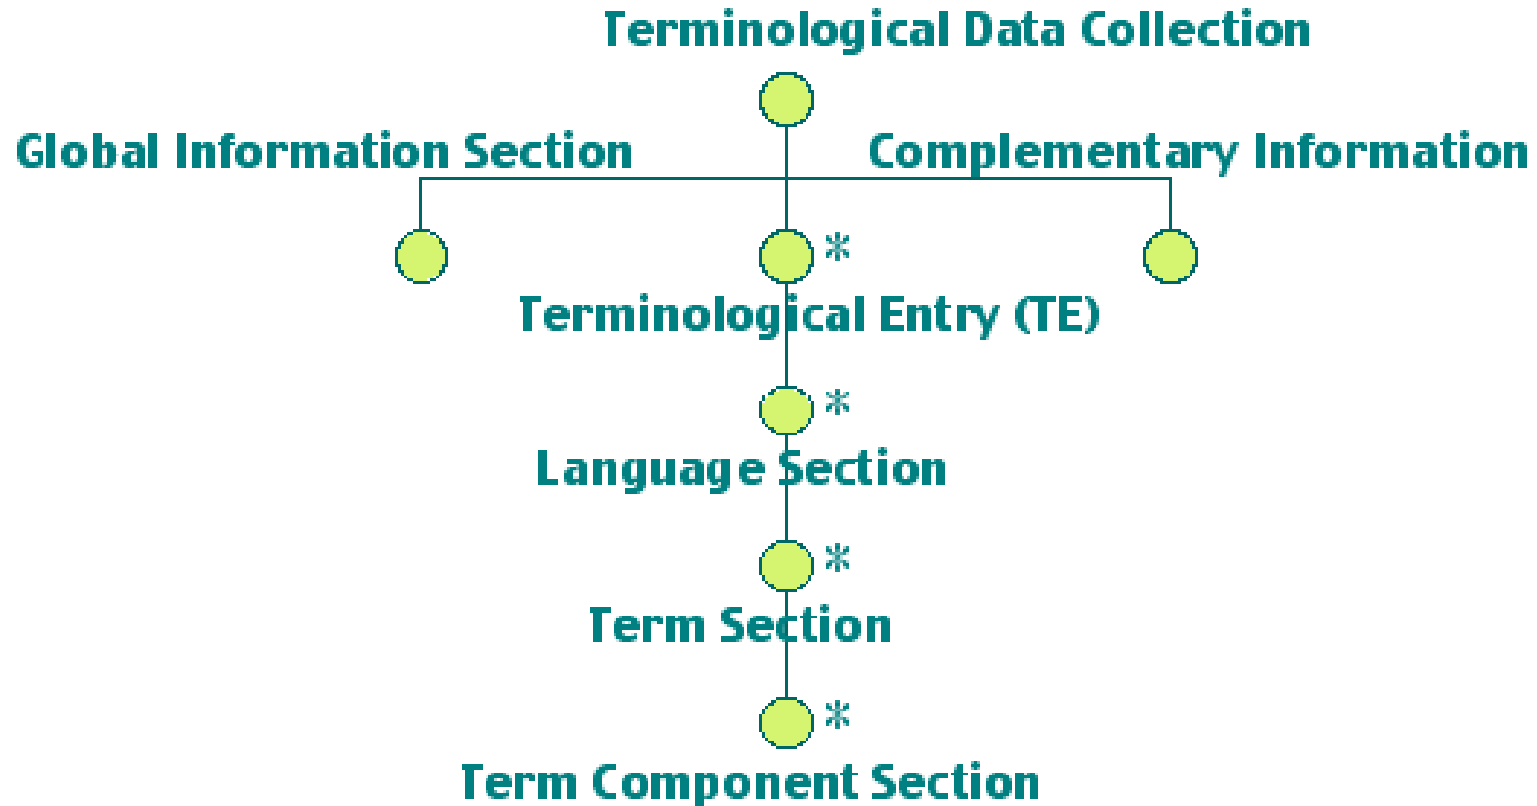 Terminological Data Collection
Global Information Section
Complementary Information
*
Terminological Entry (TE)
*
Language Section
*
Term Section
*
Term Component Section